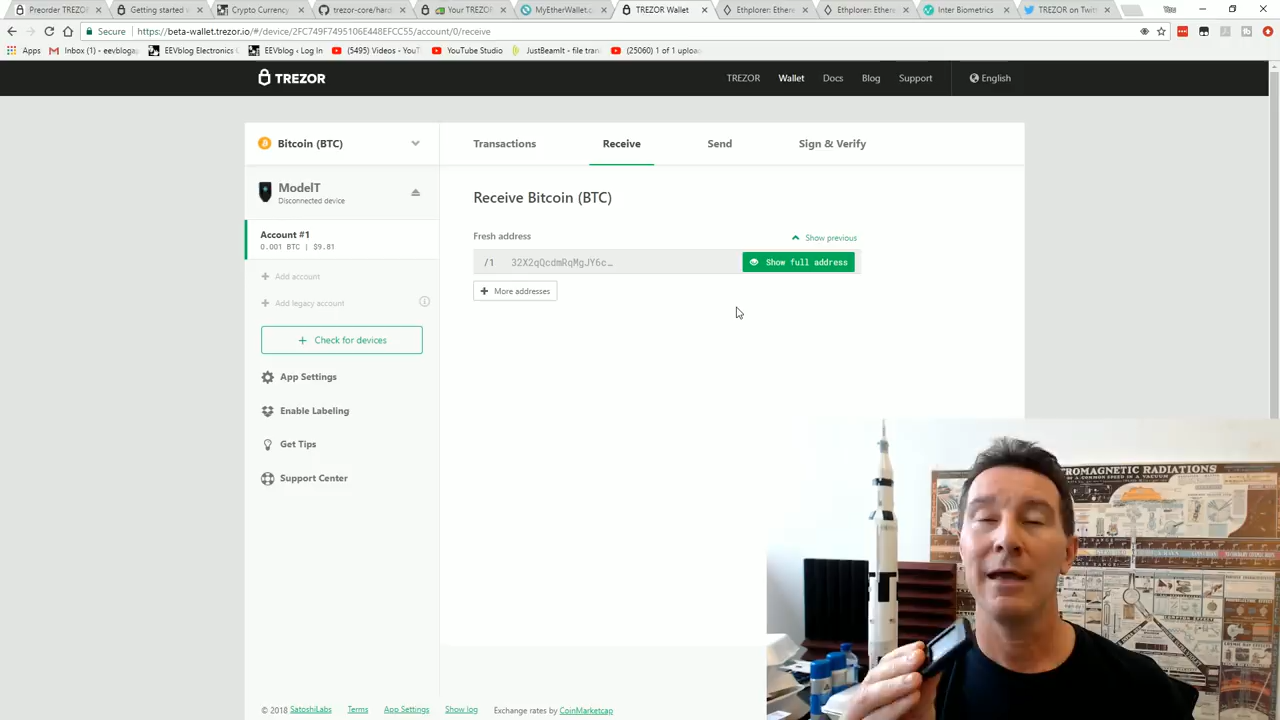 Preorder TREZOR
Getting started
Crypto Currency
trezor-core/hard
Your TREZOR
MyEtherWallet.c
TREZOR Wallet
Ethplorer: Ethere
Ethplorer: Ethere
Inter Biometrics
TREZOR on Twit
You
Secure https://beta-wallet.trezor.io/#/device/2FC749F7495106E448EFCC55/account/0/receive
Apps
Inbox (1) - eevblog
EEVblog Electronics
EEVblog ‹ Log In
(5495) Videos - YouT
YouTube Studio
JustBeamIt - file tran
(25060) 1 of 1 uploa
TREZOR
TREZOR Wallet Docs Blog Support English
Bitcoin (BTC)
Transactions Receive Send Sign & Verify
ModelT
Disconnected device
Receive Bitcoin (BTC)
Account #1
0.001 BTC | $9.81
Fresh address Show previous
/1 32X2qQcdmRqMgJY6c… Show full address
More addresses
Add account
Add legacy account
Check for devices
App Settings
Enable Labeling
Get Tips
Support Center
ROMAGNETIC RADIATIONS
© 2018 SatoshiLabs Terms App Settings Show log Exchange rates by CoinMarketcap